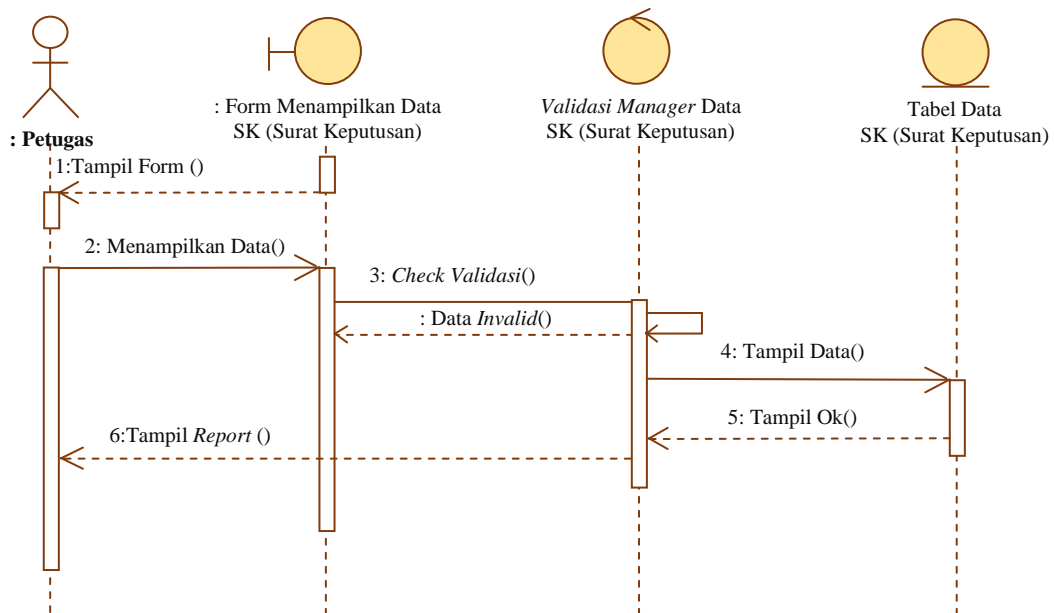 : Petugas
: Form Menampilkan Data
SK (Surat Keputusan)
Validasi Manager Data
SK (Surat Keputusan)
Tabel Data
SK (Surat Keputusan)
1:Tampil Form ()
2: Menampilkan Data()
3: Check Validasi()
: Data Invalid()
4: Tampil Data()
5: Tampil Ok()
6:Tampil Report ()